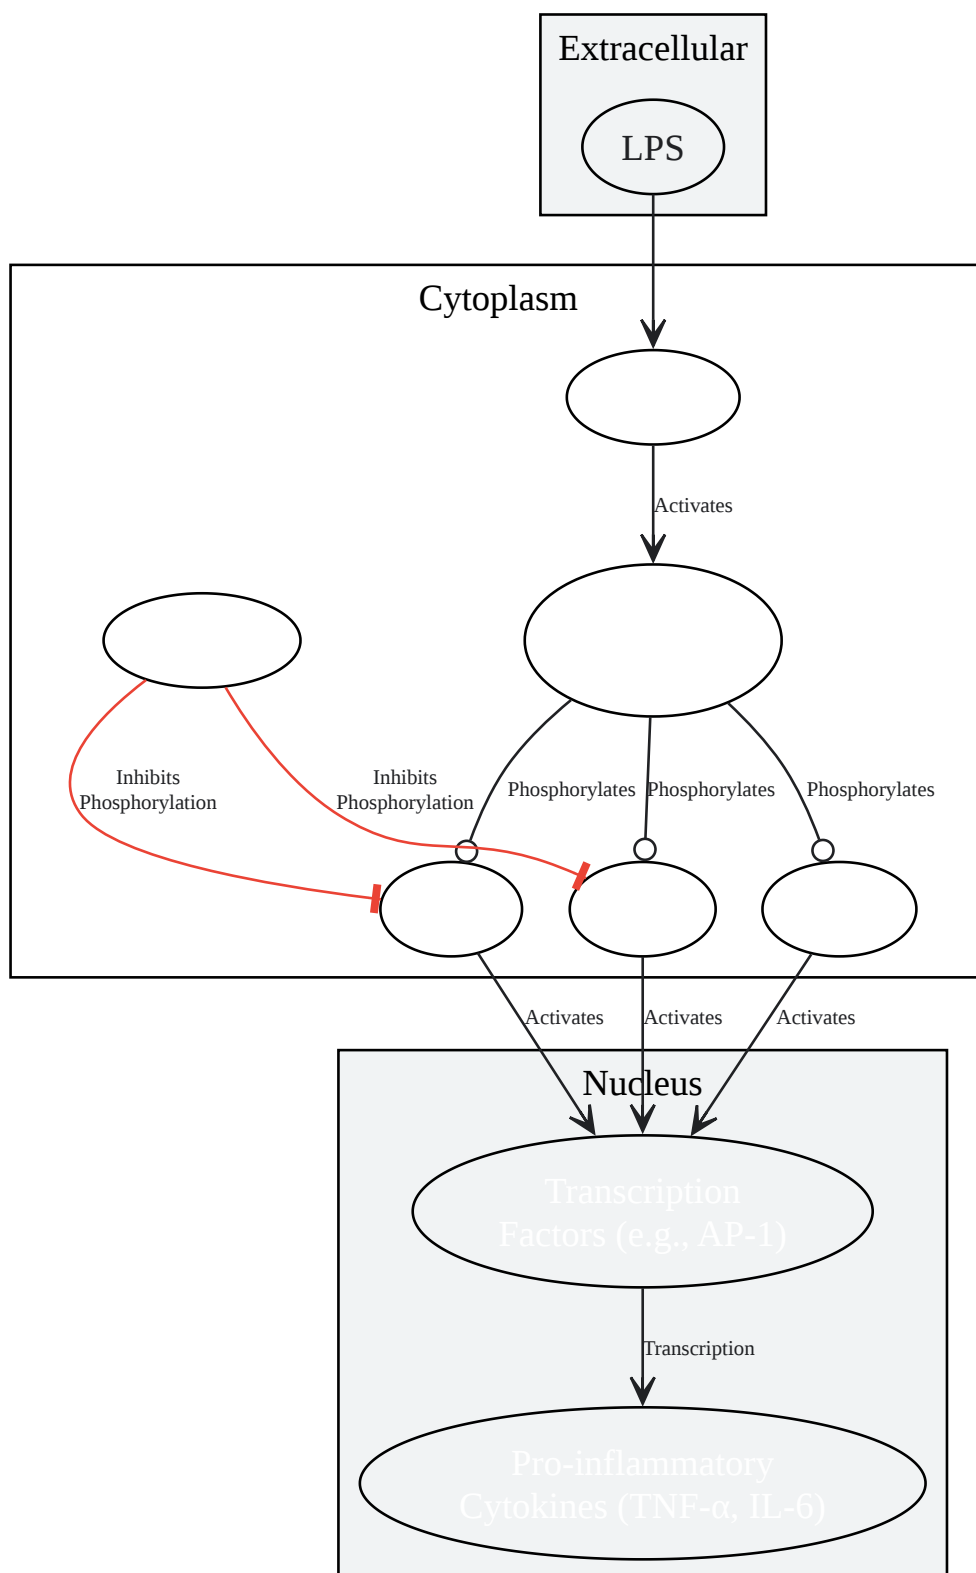 Extracellular
LPS
Cytoplasm
Activates
Inhibits
Phosphorylation
Inhibits
Phosphorylation
Phosphorylates
Phosphorylates
Phosphorylates
Activates
Activates
Activates
Nucleus
Transcription
Factors (e.g., AP-1)
Transcription
Pro-inflammatory
Cytokines (TNF-α, IL-6)